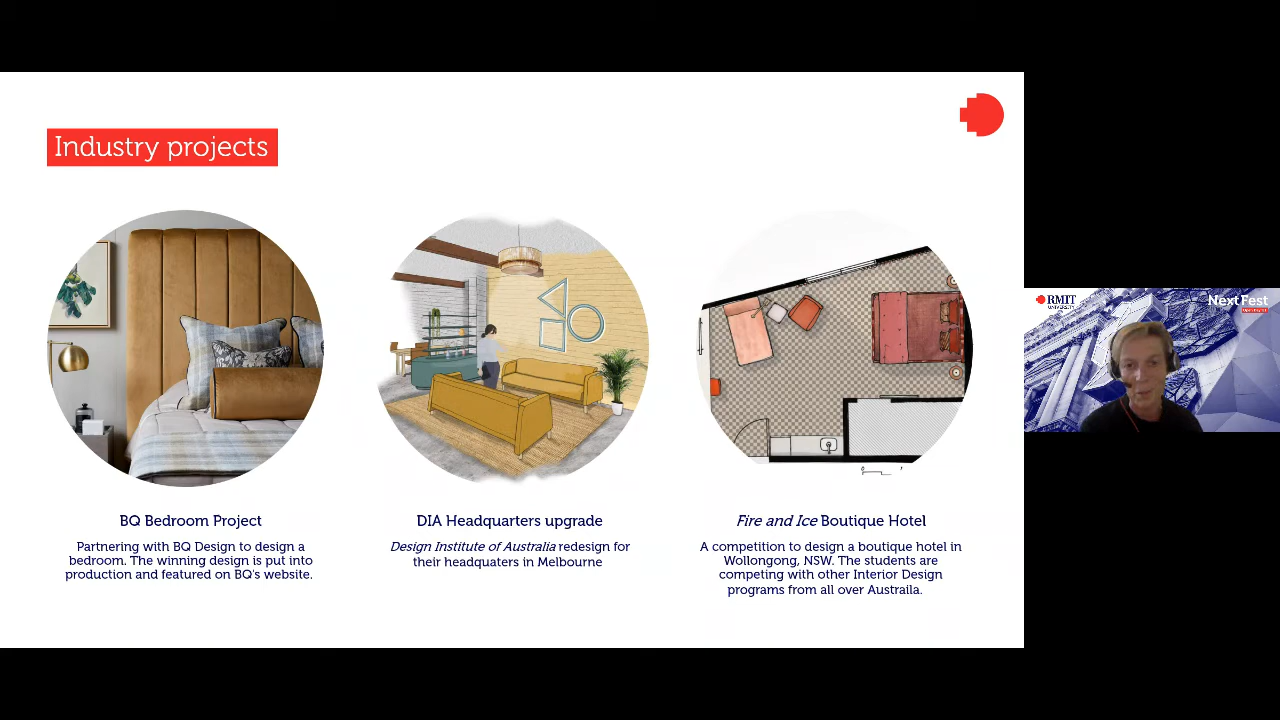 Industry projects
BQ Bedroom Project
Partnering with BQ Design to design a
bedroom. The winning design is put into
production and featured on BQ's website.
DIA Headquarters upgrade
Design Institute of Australia redesign for
their headquaters in Melbourne
Fire and Ice Boutique Hotel
A competition to design a boutique hotel in
Wollongong, NSW. The students are
competing with other Interior Design
programs from all over Austraila.
RMIT
UNIVERSITY
Next Fest